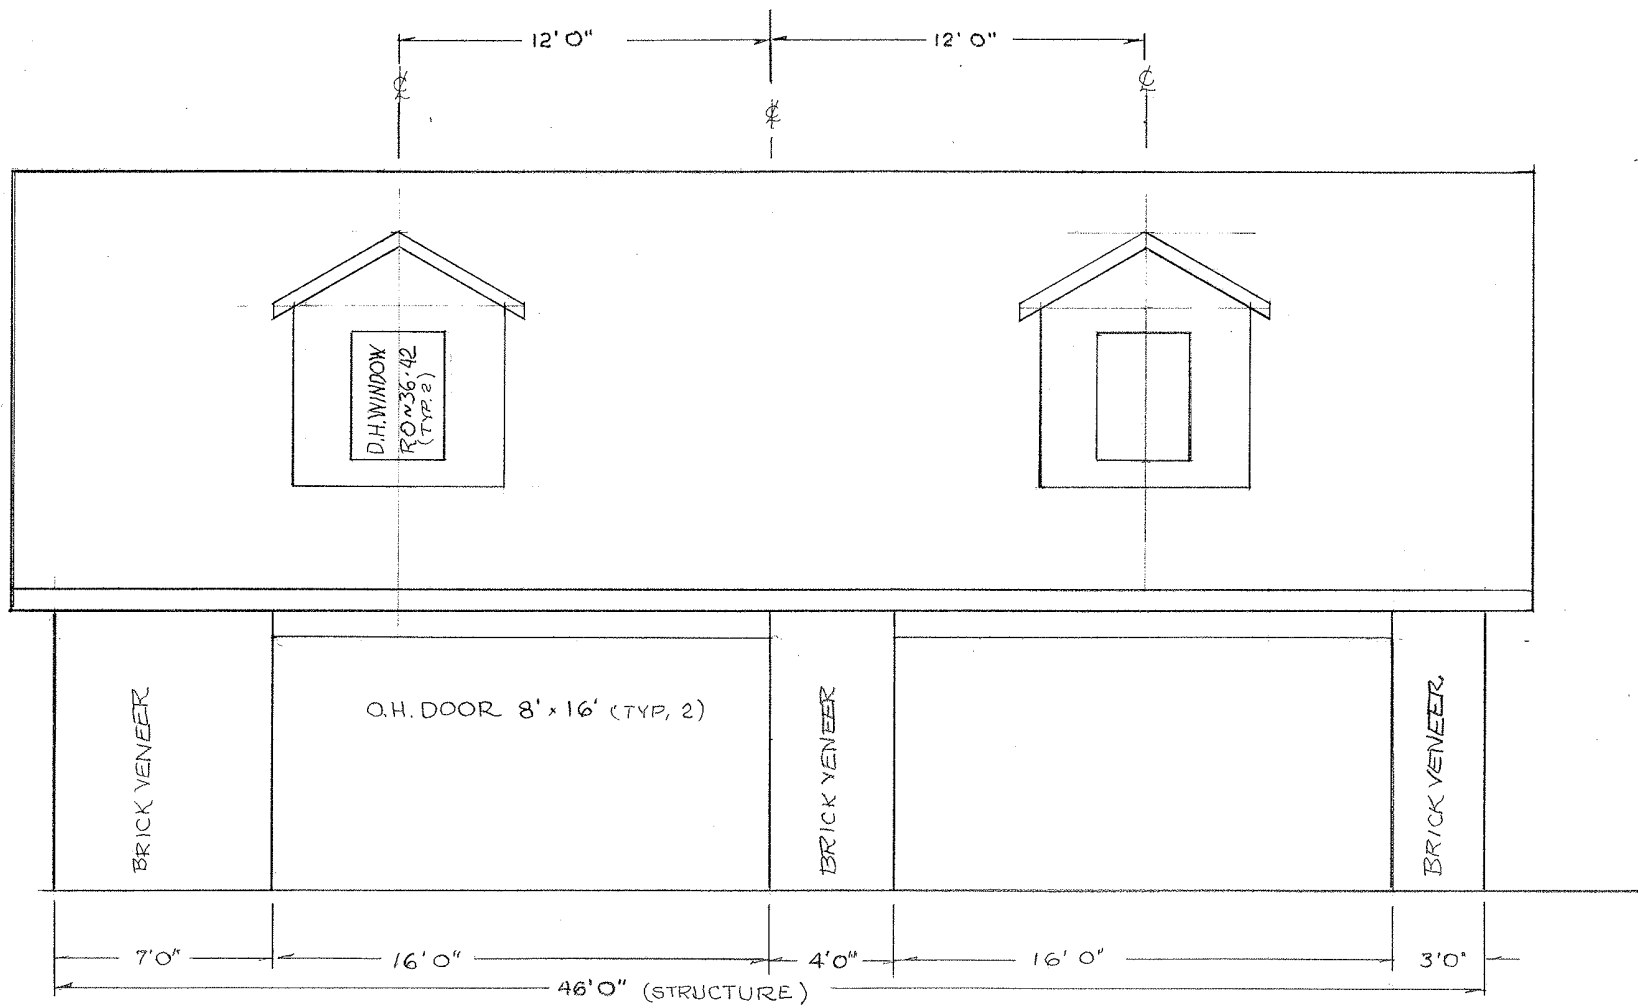 12'0"
12'0"
℄
℄
℄
D.H. WINDOW
RO~36·42
(TYP. 2)
O.H. DOOR 8' × 16' (TYP, 2)
BRICK VENEER
BRICK VENEER
BRICK VENEER
7'0"
16'0"
4'0"
16'0"
3'0"
46'0" (STRUCTURE)